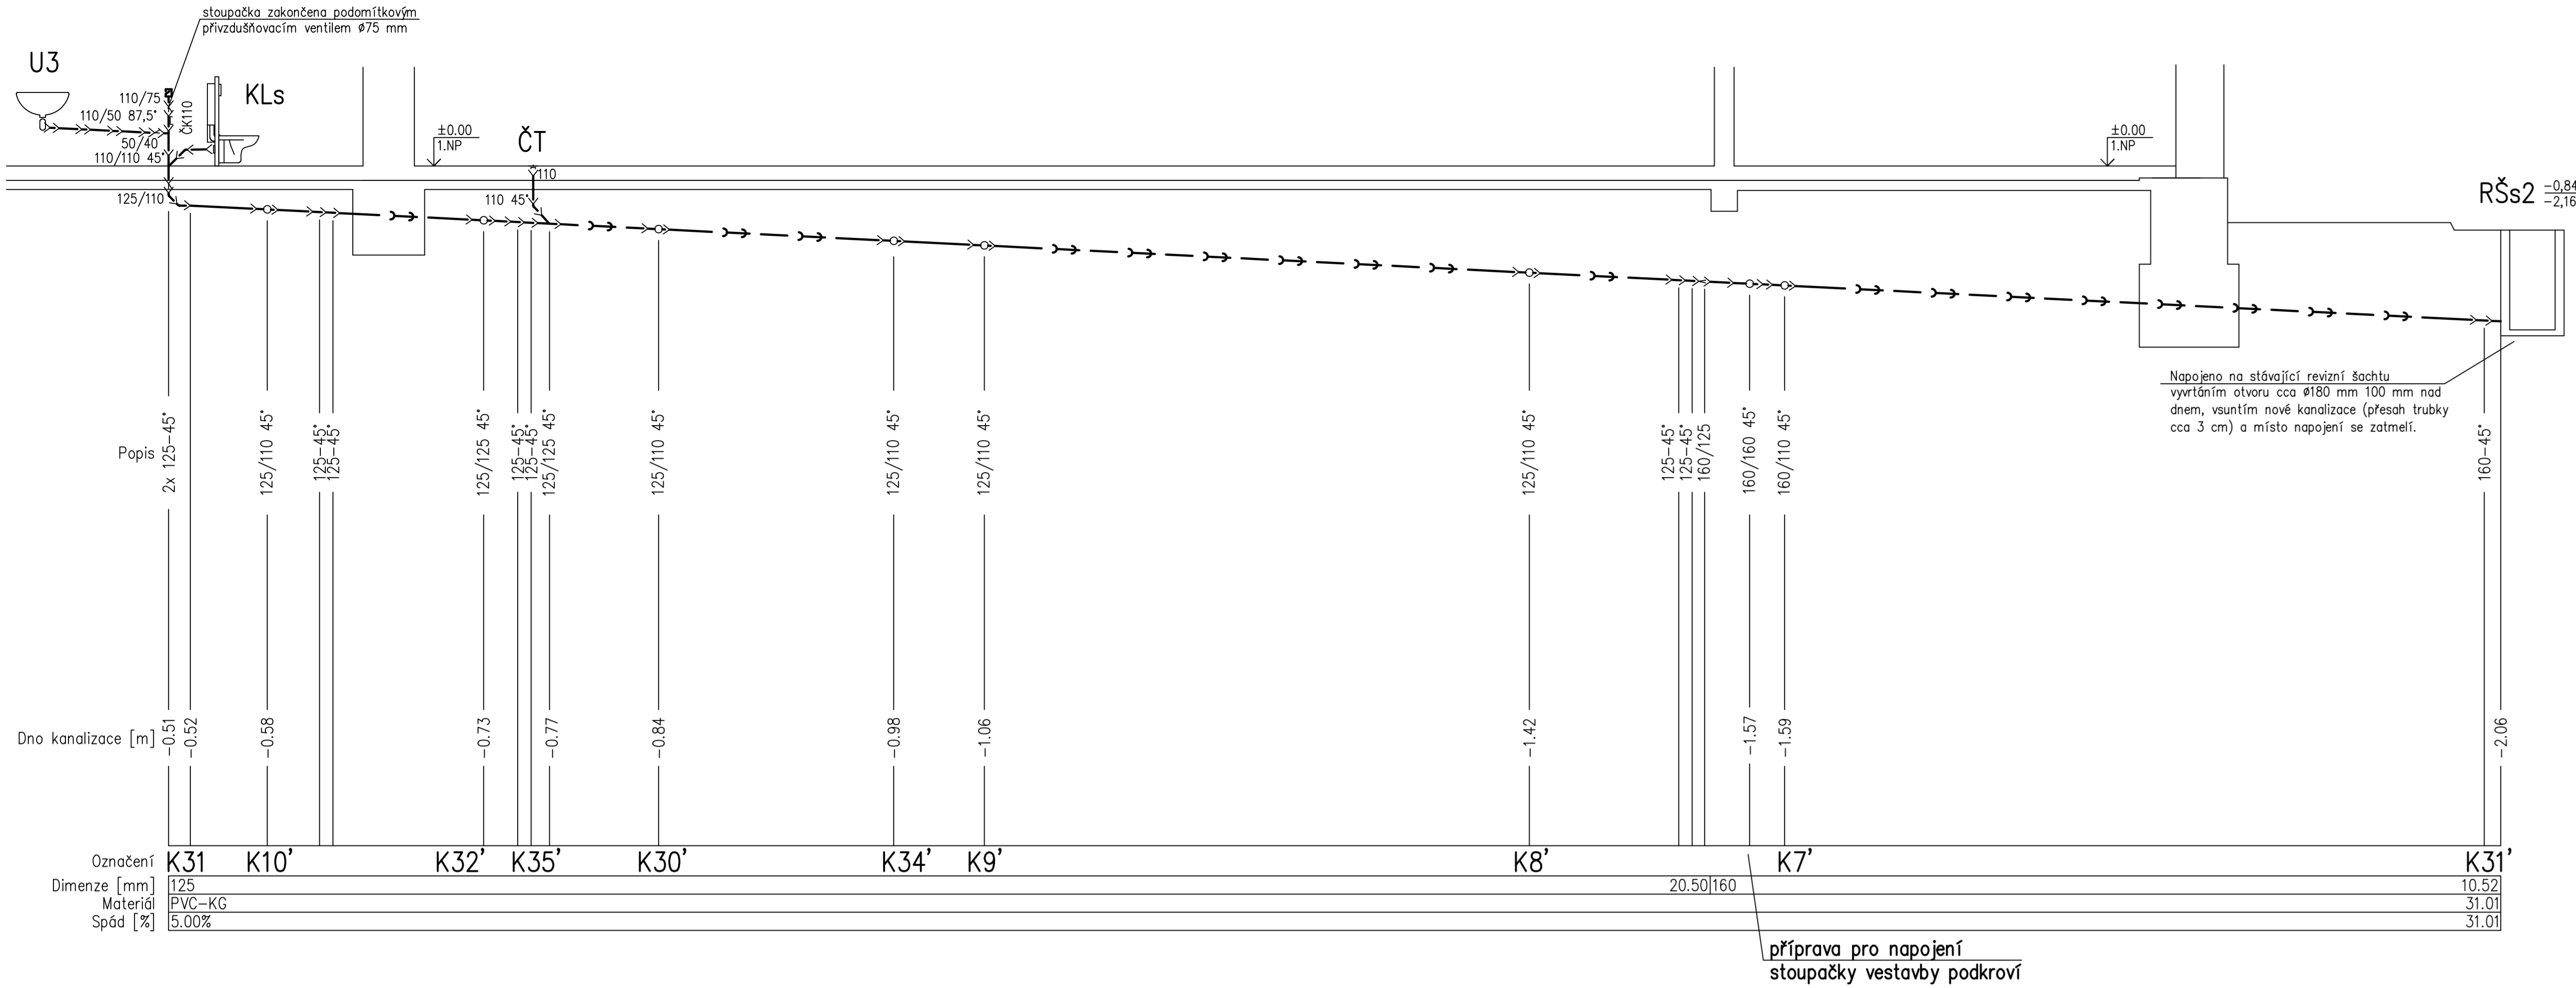 stoupačka zakončena podomítkovým
přivzdušňovacím ventilem ø75 mm
U3
KLs
110/75
110/50 87,5°
ČK110
50/40
110/110 45°
125/110
±0.00
1.NP
ČT
110
110 45°
±0.00
1.NP
RŠs2
-0,84
-2,16
Napojeno na stávající revizní šachtu
vyvrtáním otvoru cca ø180 mm 100 mm nad
dnem, vsuntím nové kanalizace (přesah trubky
cca 3 cm) a místo napojení se zatmelí.
Popis
2x 125-45°
125/110 45°
125-45°
125-45°
125/125 45°
125-45°
125-45°
125/125 45°
125/110 45°
125/110 45°
125/110 45°
125/110 45°
125-45°
125-45°
160/125
160/160 45°
160/110 45°
160-45°
Dno kanalizace [m]
-0.51
-0.52
-0.58
-0.73
-0.77
-0.84
-0.98
-1.06
-1.42
-1.57
-1.59
-2.06
Označení
K31
K10’
K32’
K35’
K30’
K34’
K9’
K8’
K7’
K31’
Dimenze [mm]
125
20.50
160
10.52
Materiál
PVC-KG
31.01
Spád [%]
5.00%
31.01
příprava pro napojení
stoupačky vestavby podkroví